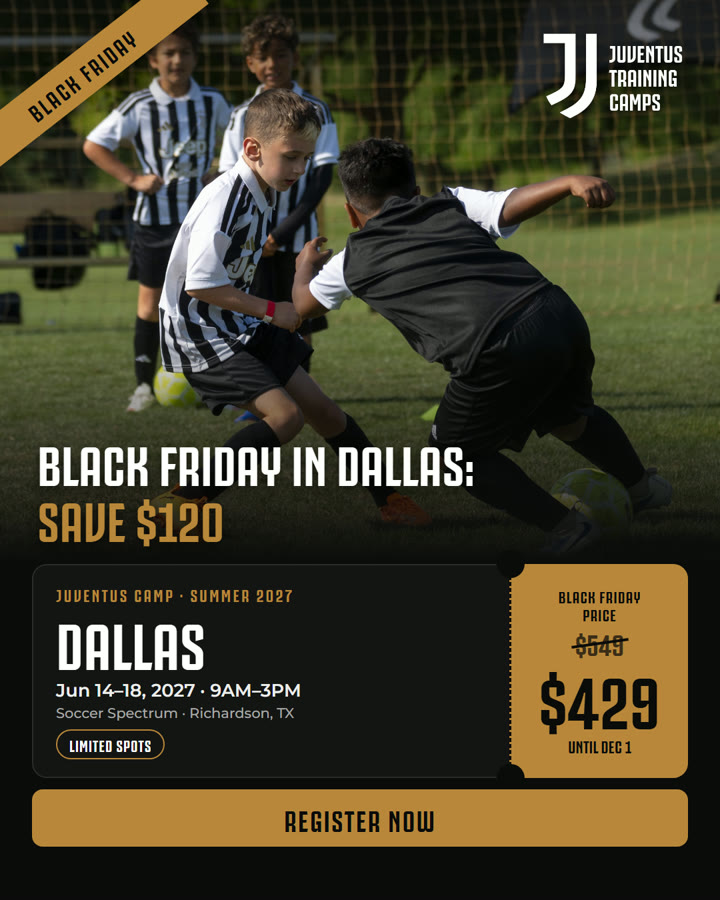 BLACK FRIDAY
JUVENTUS
TRAINING
CAMPS
Jeep
BLACK FRIDAY IN DALLAS:
SAVE $120
JUVENTUS CAMP · SUMMER 2027
DALLAS
Jun 14–18, 2027 · 9AM–3PM
Soccer Spectrum · Richardson, TX
LIMITED SPOTS
BLACK FRIDAY
PRICE
$549
$429
UNTIL DEC 1
REGISTER NOW